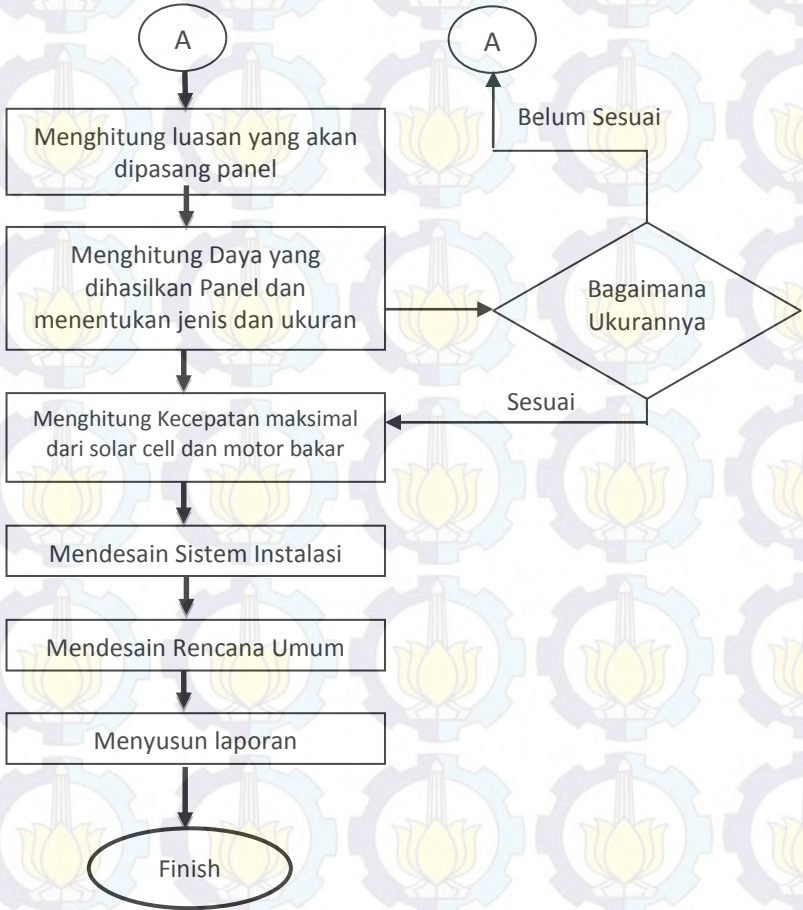 A
Menghitung luasan yang akan
dipasang panel
Menghitung Daya yang
dihasilkan Panel dan
menentukan jenis dan ukuran
A
Belum Sesuai
Bagaimana
Ukurannya
Sesuai
Menghitung Kecepatan maksimal
dari solar cell dan motor bakar
Mendesain Sistem Instalasi
Mendesain Rencana Umum
Menyusun laporan
Finish